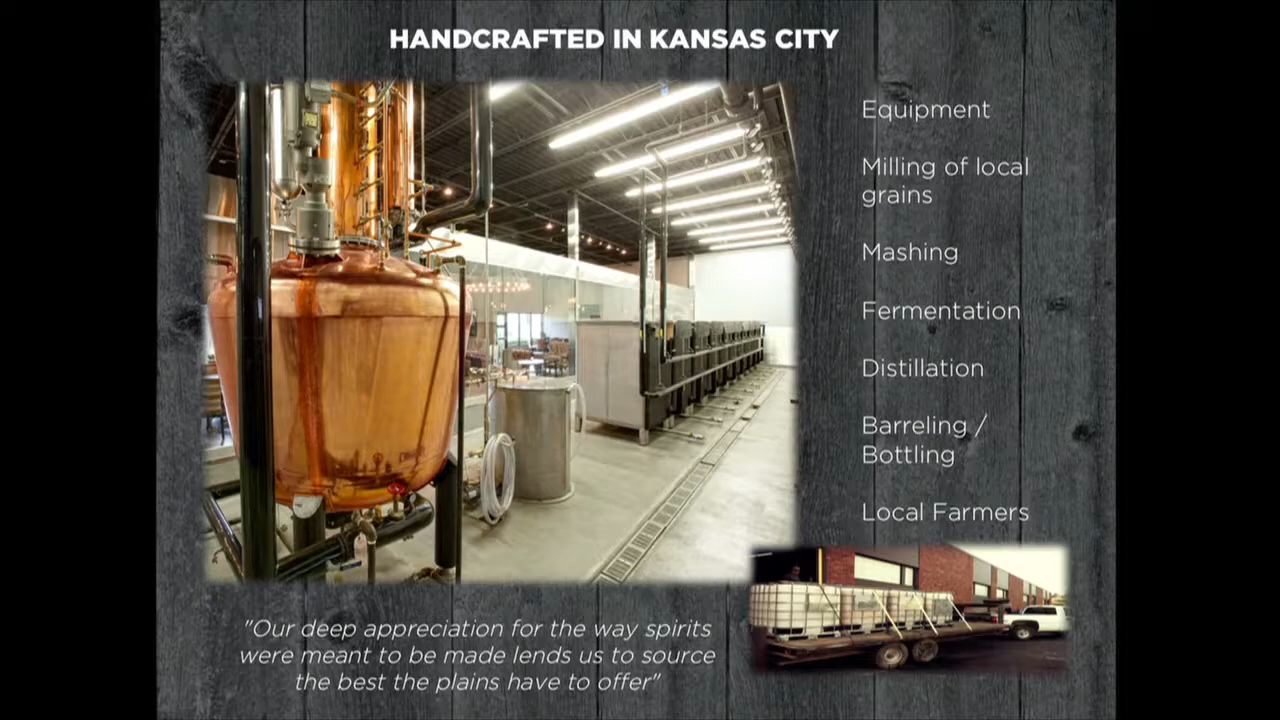 HANDCRAFTED IN KANSAS CITY
Equipment
Milling of local
grains
Mashing
Fermentation
Distillation
Barreling /
Bottling
Local Farmers
"Our deep appreciation for the way spirits
were meant to be made lends us to source
the best the plains have to offer"